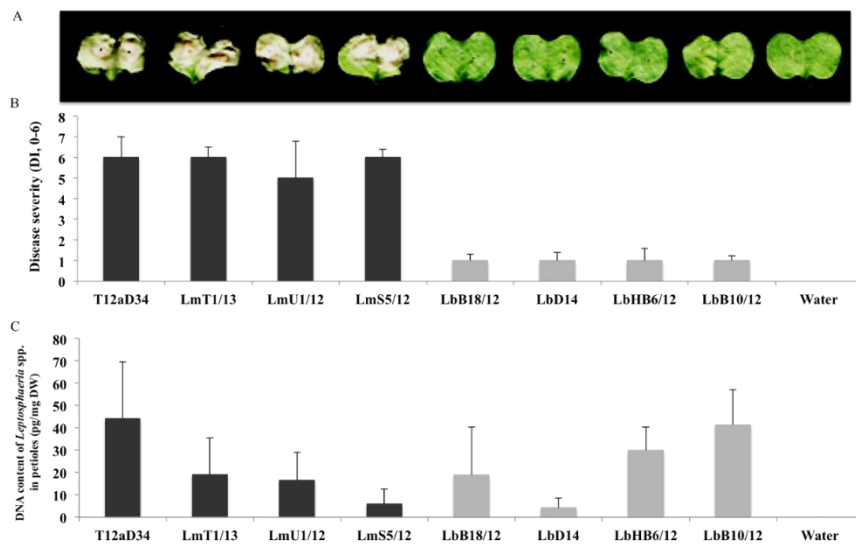 A
B
Disease severity (DI, 0-6)
8
7
6
5
4
3
2
1
0
T12aD34 LmT1/13 LmU1/12 LmS5/12 LbB18/12 LbD14 LbHB6/12 LbB10/12 Water
C
DNA content of Leptosphaeria spp.
in petioles (pg/mg DW)
80
70
60
50
40
30
20
10
0
T12aD34 LmT1/13 LmU1/12 LmS5/12 LbB18/12 LbD14 LbHB6/12 LbB10/12 Water